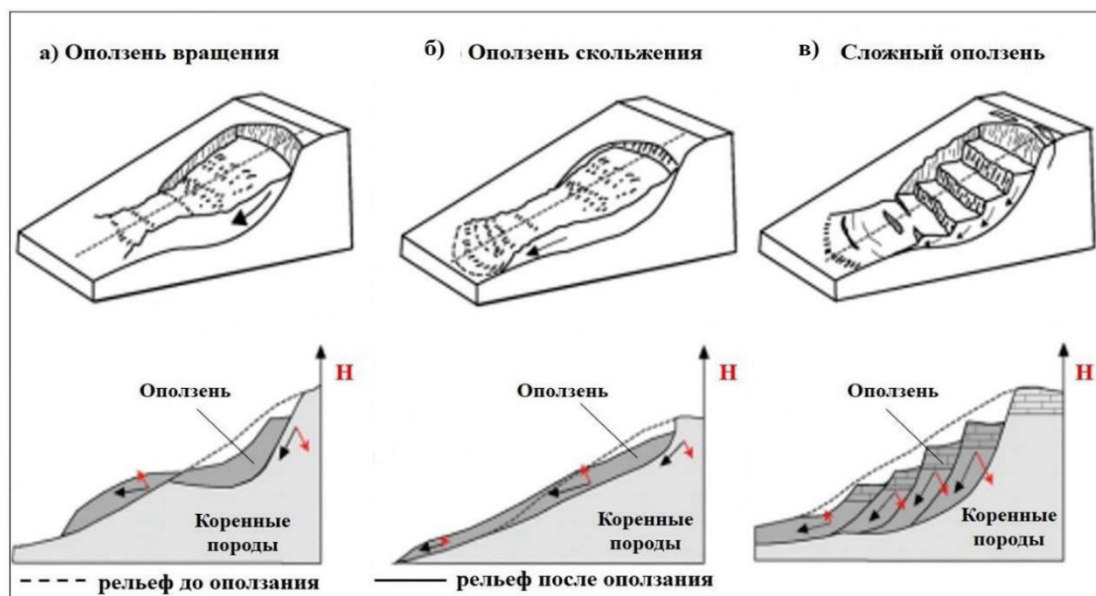 а) Оползень вращения
б) Оползень скольжения
в) Сложный оползень
Н
Оползень
Коренные
породы
Н
Оползень
Коренные
породы
Н
Оползень
Коренные
породы
рельеф до оползания
рельеф после оползания